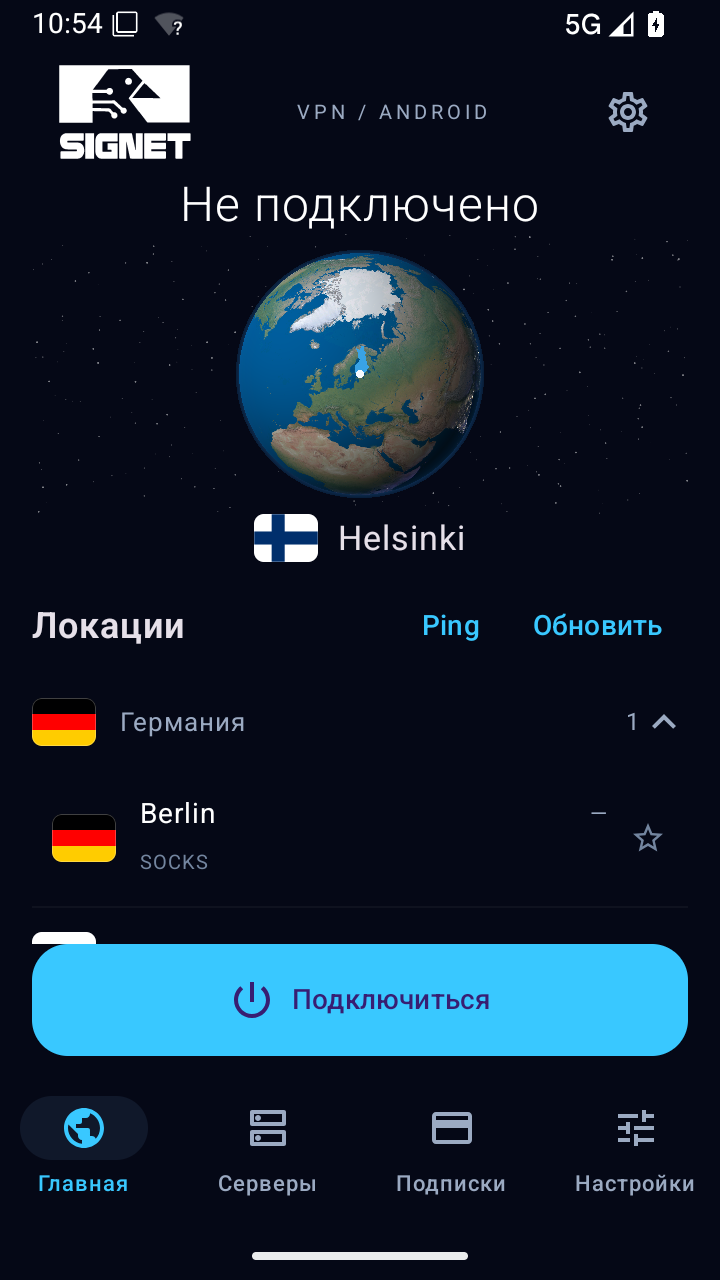 10:54
?
5G
SIGNET
VPN / ANDROID
Не подключено
Helsinki
Локации
Ping
Обновить
Германия
1
Berlin
–
SOCKS
Подключиться
Главная
Серверы
Подписки
Настройки